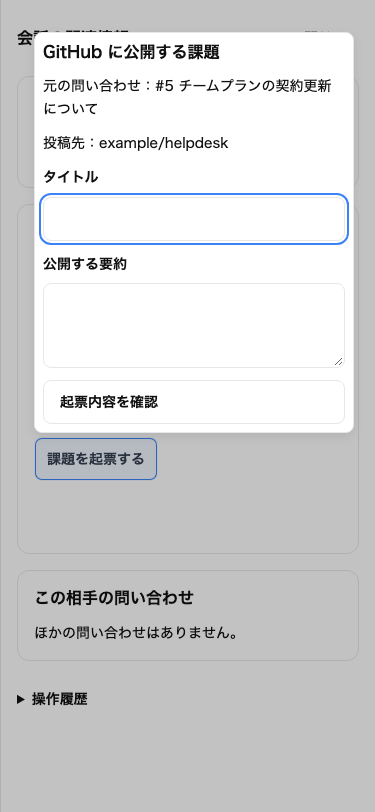 GitHub に公開する課題
元の問い合わせ：#5 チームプランの契約更新
について
投稿先：example/helpdesk
タイトル
公開する要約
起票内容を確認
課題を起票する
この相手の問い合わせ
ほかの問い合わせはありません。
▶ 操作履歴